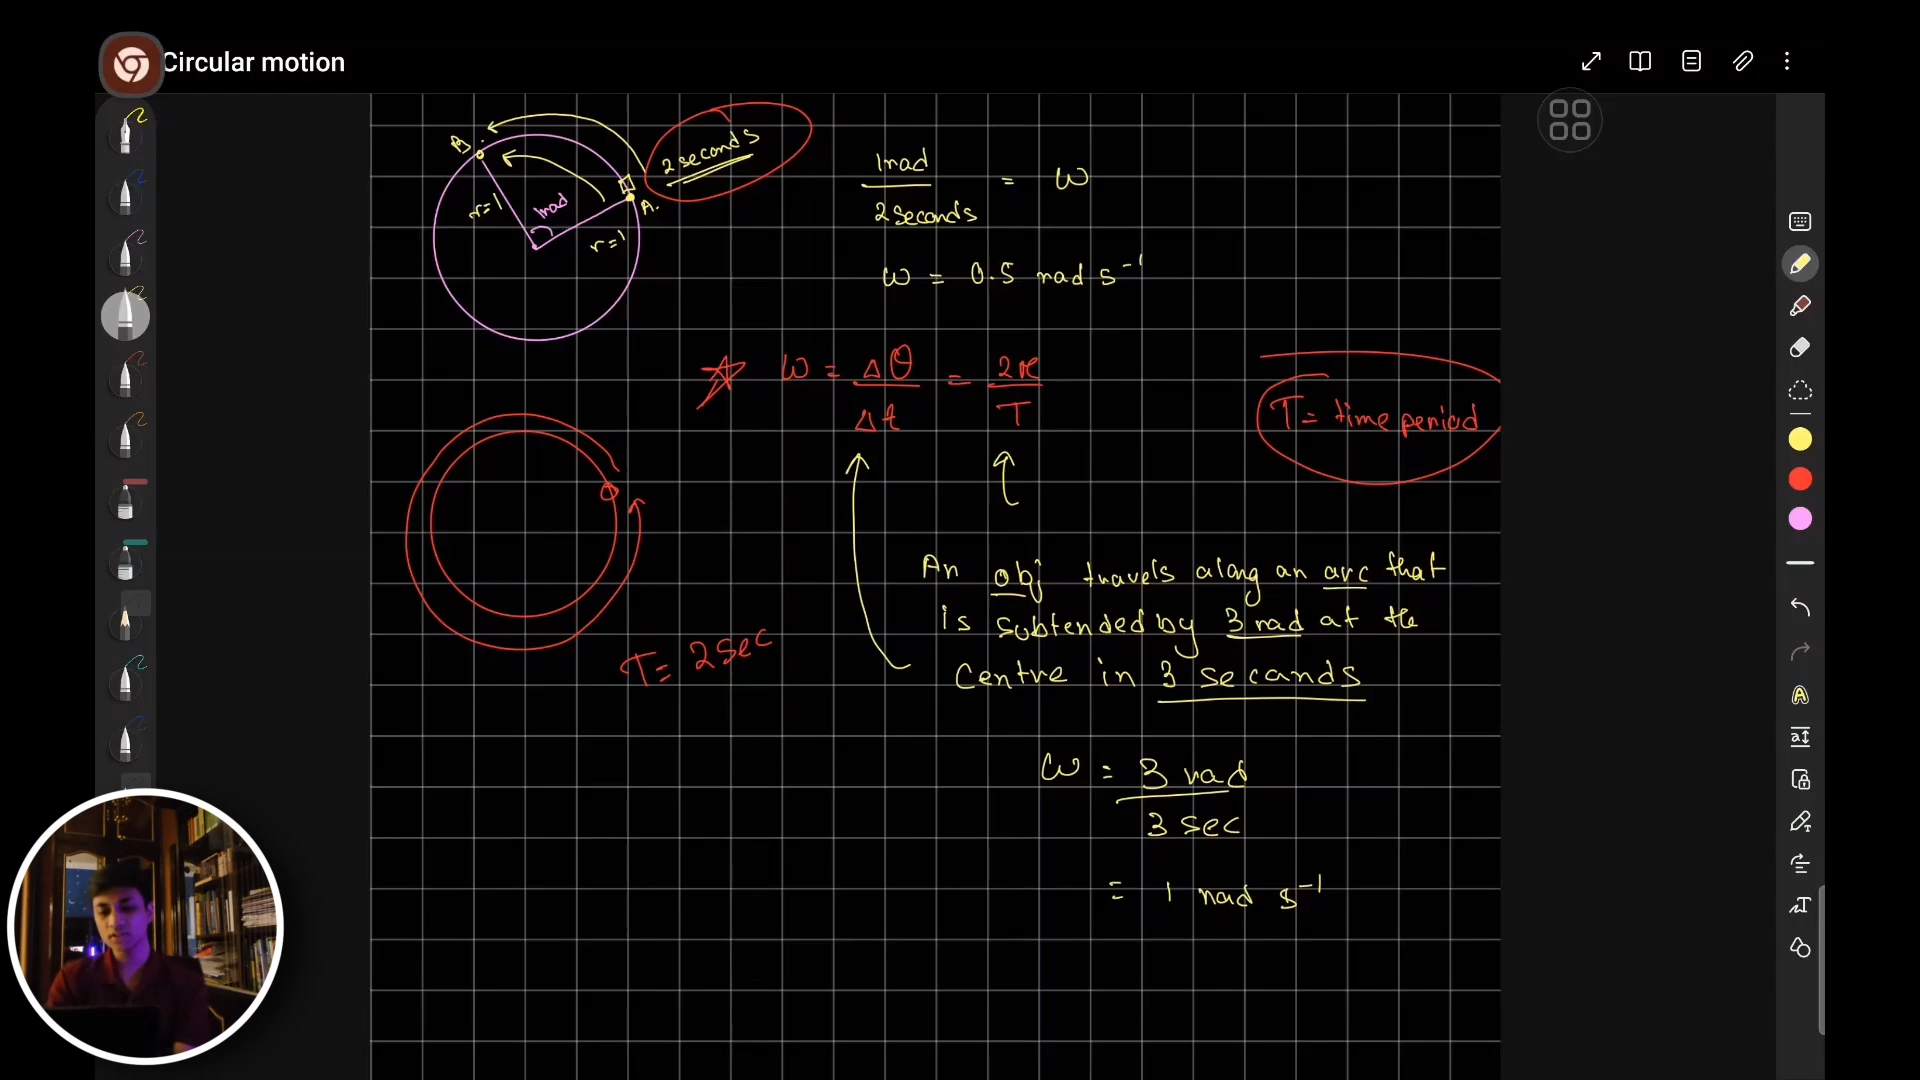 Circular motion
B
2 seconds
A.
r=1
1rad
r=1
1rad / 2 seconds = ω
ω = 0.5 rad s⁻¹
ω = Δθ / Δt = 2π / T
T = time period
T = 2 sec
An obj travels along an arc that
is subtended by 3 rad at the
Centre in 3 seconds
ω = 3 rad / 3 sec
= 1 rad s⁻¹